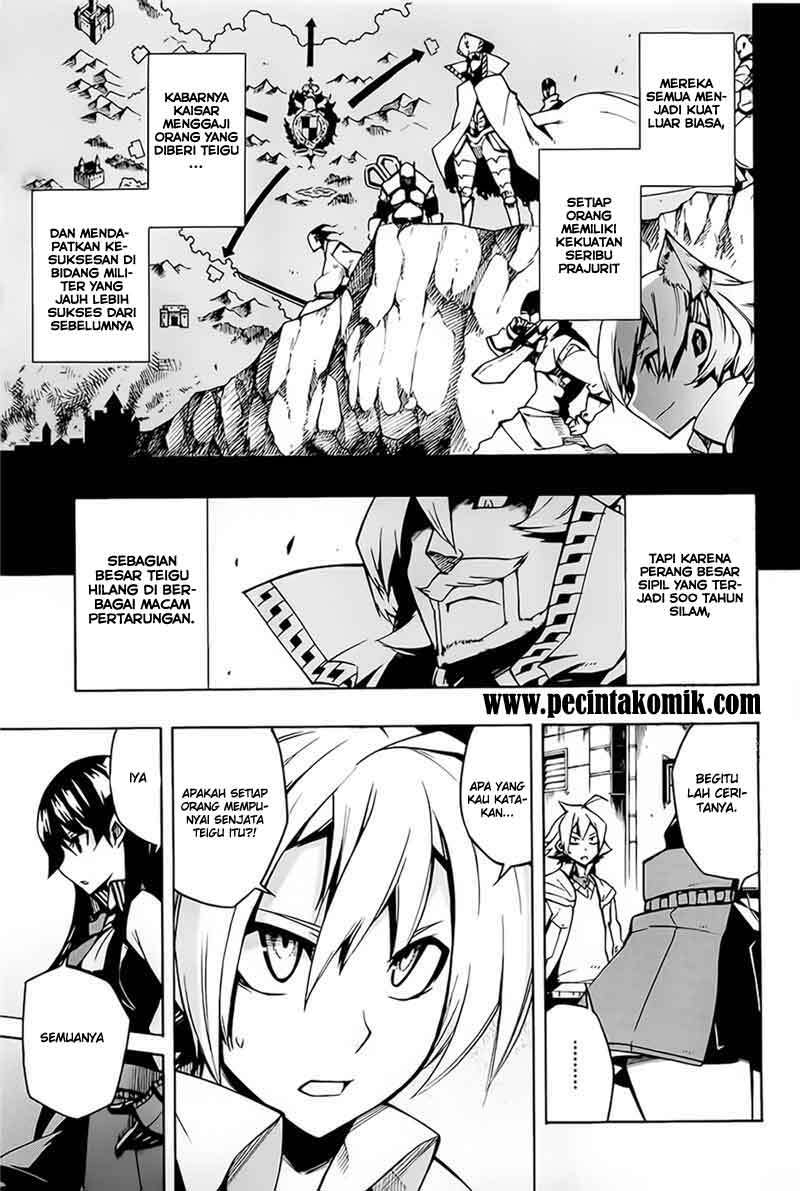 MEREKA
SEMUA MEN-
JADI KUAT
LUAR BIASA,
SETIAP
ORANG
MEMILIKI
KEKUATAN
SERIBU
PRAJURIT
KABARNYA
KAISAR
MENGGAJI
ORANG YANG
DIBERI TEIGU
...
DAN MENDA-
PATKAN KE-
SUKSESAN DI
BIDANG MILI-
TER YANG
JAUH LEBIH
SUKSES DARI
SEBELUMNYA
TAPI KARENA
PERANG BESAR
SIPIL YANG TER-
JADI 500 TAHUN
SILAM,
SEBAGIAN
BESAR TEIGU
HILANG DI BER-
BAGAI MACAM
PERTARUNGAN.
www.pecintakomik.com
BEGITU
LAH CERI-
TANYA.
.........
APA YANG
KAU KATA-
KAN...
APAKAH SETIAP
ORANG MEMPU-
NYAI SENJATA
TEIGU ITU?!
IYA
SEMUANYA